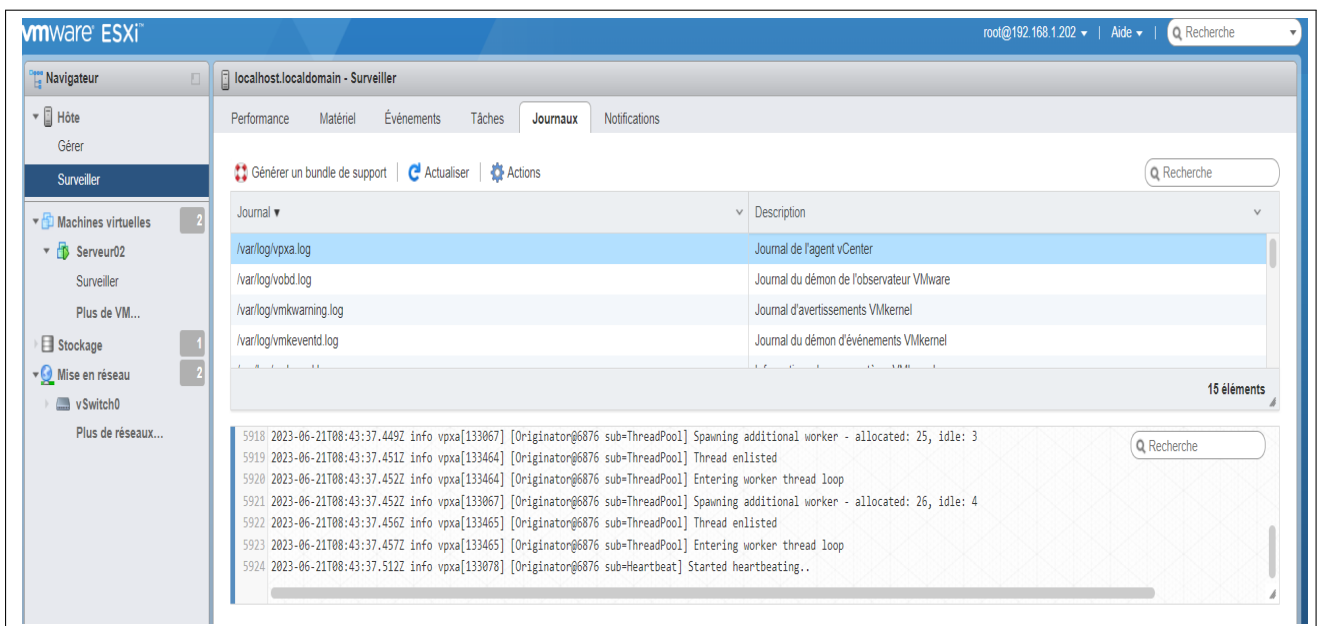 vmware ESXi™
root@192.168.1.202 ▾ | Aide ▾ | Recherche
Navigateur
Hôte
Gérer
Surveiller
Machines virtuelles 2
Serveur02
Surveiller
Plus de VM...
Stockage 1
Mise en réseau 2
vSwitch0
Plus de réseaux...
localhost.localdomain - Surveiller
Performance Matériel Événements Tâches Journaux Notifications
Générer un bundle de support | Actualiser | Actions Recherche
Journal ▼ Description
/var/log/vpxa.log Journal de l'agent vCenter
/var/log/vobd.log Journal du démon de l'observateur VMware
/var/log/vmkwarning.log Journal d'avertissements VMkernel
/var/log/vmkeventd.log Journal du démon d'événements VMkernel
15 éléments
Recherche
5918 2023-06-21T08:43:37.449Z info vpxa[133067] [Originator@6876 sub=ThreadPool] Spawning additional worker - allocated: 25, idle: 3
5919 2023-06-21T08:43:37.451Z info vpxa[133464] [Originator@6876 sub=ThreadPool] Thread enlisted
5920 2023-06-21T08:43:37.452Z info vpxa[133464] [Originator@6876 sub=ThreadPool] Entering worker thread loop
5921 2023-06-21T08:43:37.452Z info vpxa[133067] [Originator@6876 sub=ThreadPool] Spawning additional worker - allocated: 26, idle: 4
5922 2023-06-21T08:43:37.456Z info vpxa[133465] [Originator@6876 sub=ThreadPool] Thread enlisted
5923 2023-06-21T08:43:37.457Z info vpxa[133465] [Originator@6876 sub=ThreadPool] Entering worker thread loop
5924 2023-06-21T08:43:37.512Z info vpxa[133078] [Originator@6876 sub=Heartbeat] Started heartbeating..